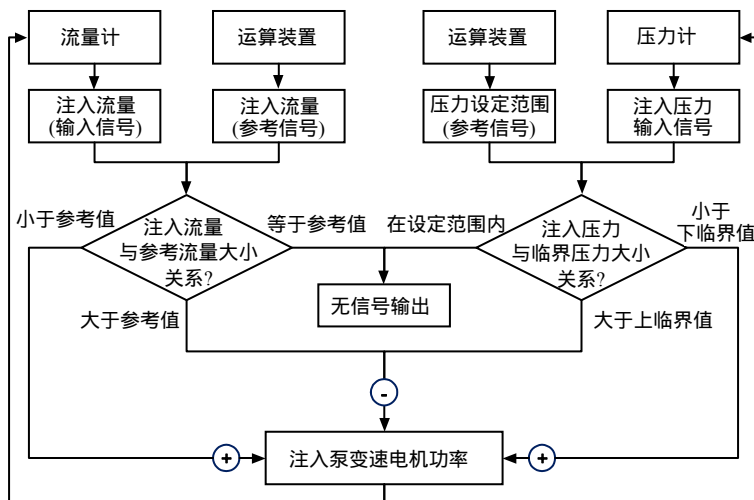 流量计
运算装置
运算装置
压力计
注入流量
(输入信号)
注入流量
(参考信号)
压力设定范围
(参考信号)
注入压力
输入信号
小于参考值
注入流量
与参考流量大小
关系?
等于参考值
在设定范围内
注入压力
与临界压力大小
关系?
小于
下临界值
无信号输出
大于参考值
大于上临界值
-
+
注入泵变速电机功率
+